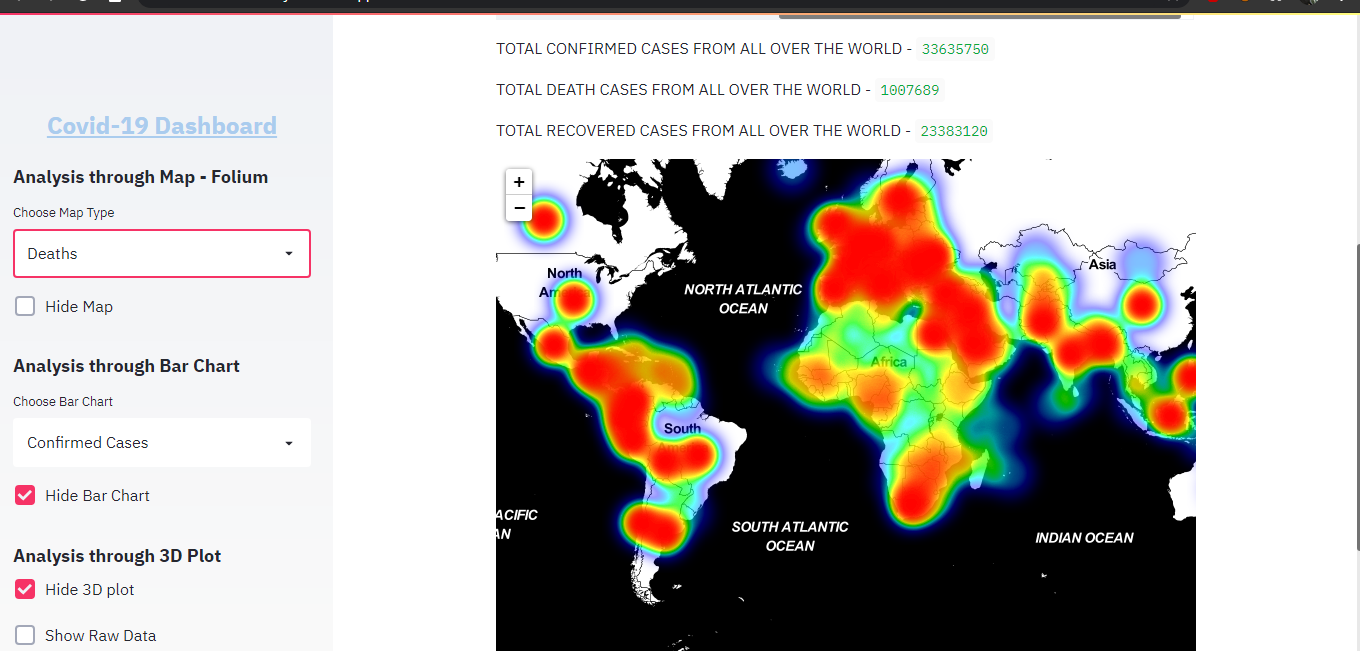 Covid-19 Dashboard
Analysis through Map - Folium
Choose Map Type
Deaths
Hide Map
Analysis through Bar Chart
Choose Bar Chart
Confirmed Cases
Hide Bar Chart
Analysis through 3D Plot
Hide 3D plot
Show Raw Data
TOTAL CONFIRMED CASES FROM ALL OVER THE WORLD - 33635750
TOTAL DEATH CASES FROM ALL OVER THE WORLD - 1007689
TOTAL RECOVERED CASES FROM ALL OVER THE WORLD - 23383120
+
−
North
Asia
NORTH ATLANTIC
OCEAN
Africa
South
ACIFIC
AN
SOUTH ATLANTIC
OCEAN
INDIAN OCEAN